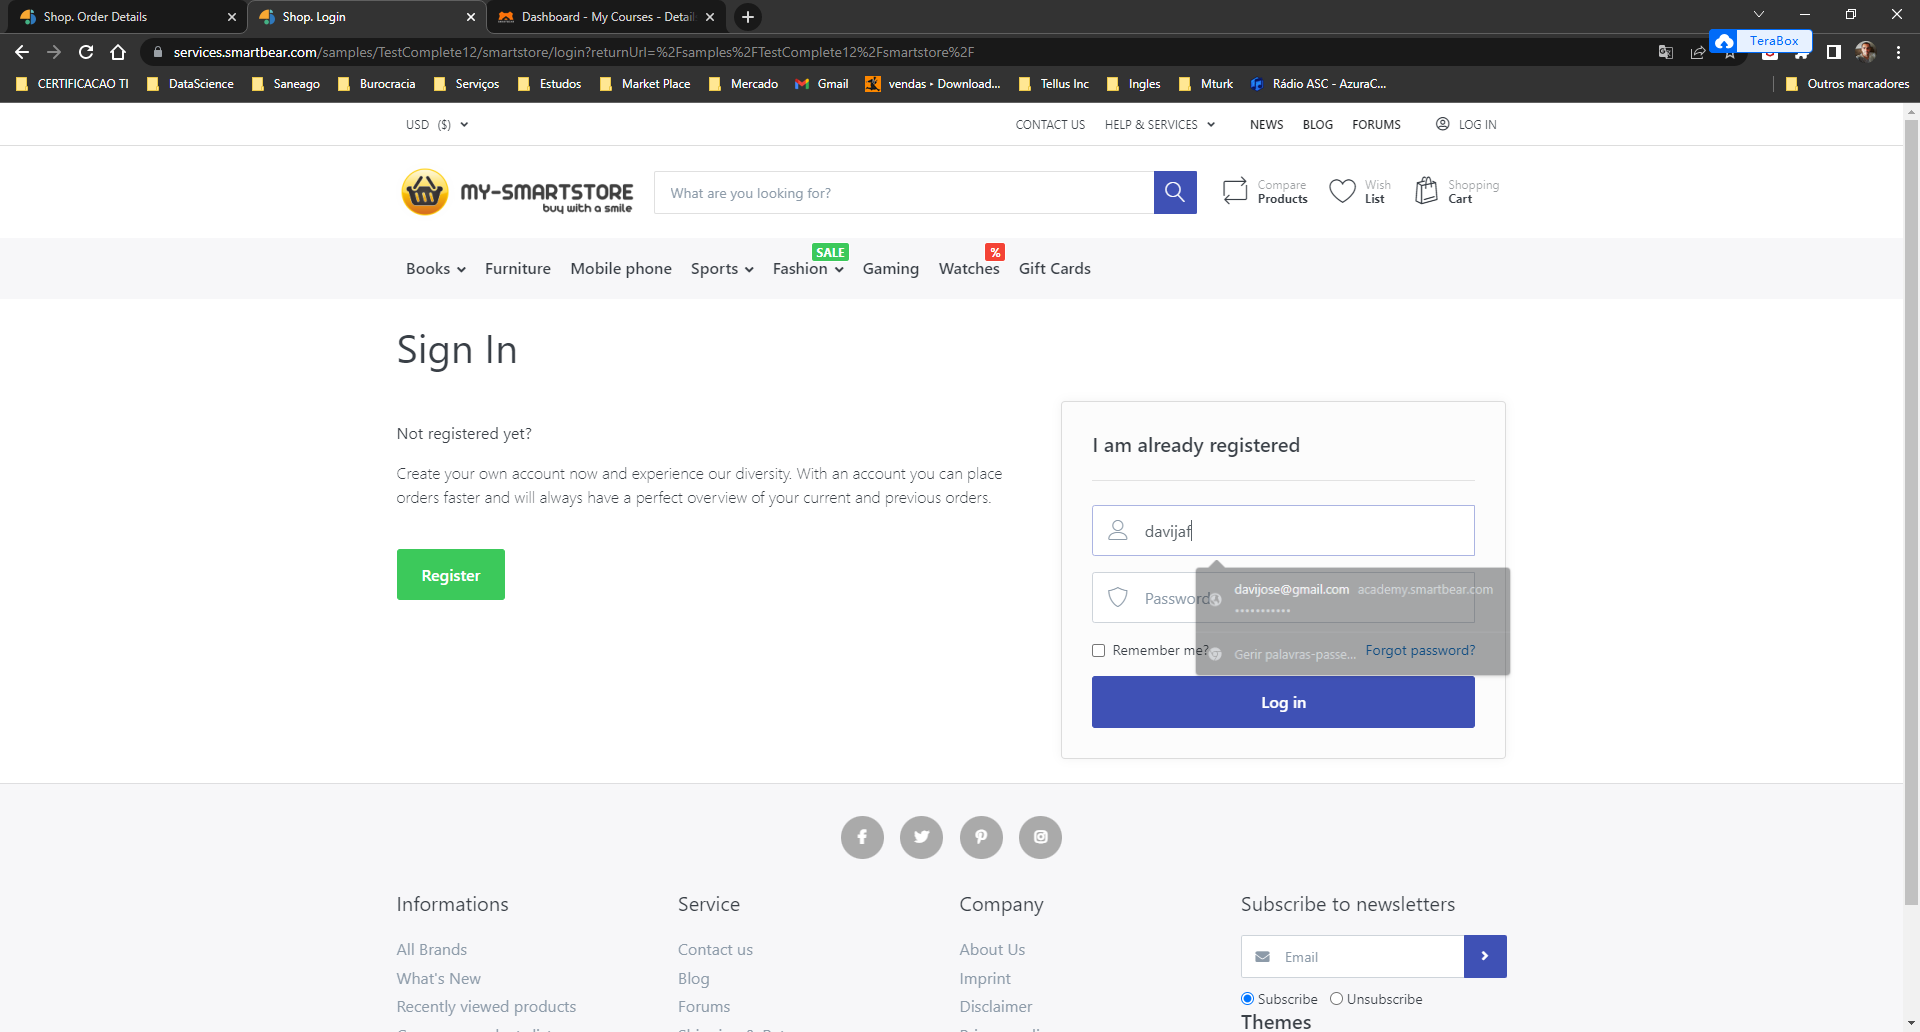 Shop. Order Details
Shop. Login
Dashboard - My Courses - Detail
services.smartbear.com/samples/TestComplete12/smartstore/login?returnUrl=%2Fsamples%2FTestComplete12%2Fsmartstore%2F
TeraBox
CERTIFICACAO TI
DataScience
Saneago
Burocracia
Serviços
Estudos
Market Place
Mercado
Gmail
vendas ‣ Download...
Tellus Inc
Ingles
Mturk
Rádio ASC - AzuraC...
Outros marcadores
USD ($)
CONTACT US
HELP & SERVICES
NEWS
BLOG
FORUMS
LOG IN
MY-SMARTSTORE
buy with a smile
What are you looking for?
Compare
Products
Wish
List
Shopping
Cart
SALE
%
Books
Furniture
Mobile phone
Sports
Fashion
Gaming
Watches
Gift Cards
Sign In
Not registered yet?
Create your own account now and experience our diversity. With an account you can place
orders faster and will always have a perfect overview of your current and previous orders.
Register
I am already registered
davijaf
Password
davijose@gmail.com academy.smartbear.com
•••••••••••
Remember me?
Gerir palavras-passe...
Forgot password?
Log in
Informations
All Brands
What's New
Recently viewed products
Service
Contact us
Blog
Forums
Company
About Us
Imprint
Disclaimer
Subscribe to newsletters
Email
Subscribe
Unsubscribe
Themes